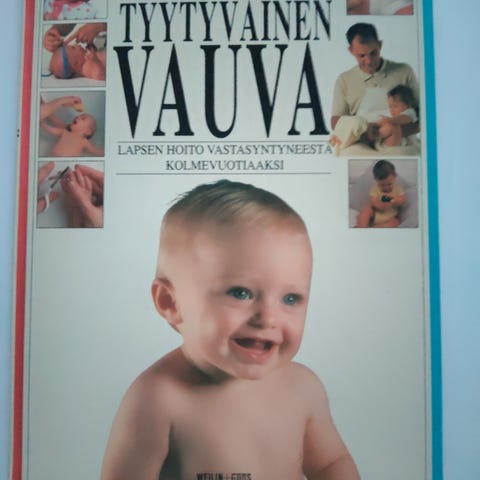 TYYTYVÄINEN
VAUVA
LAPSEN HOITO VASTASYNTYNEESTÄ
KOLMEVUOTIAAKSI
WEILIN+GÖÖS